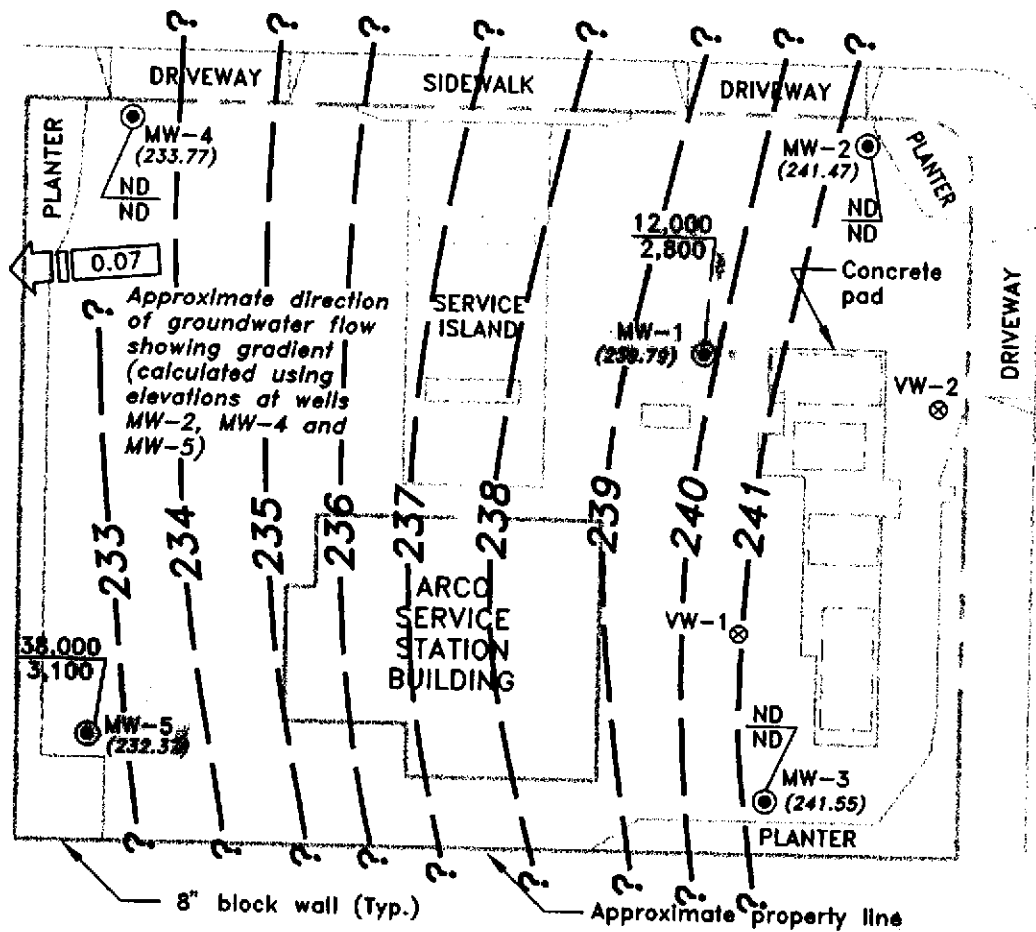 ? ? ? ? ? ? ? ?
DRIVEWAY
SIDEWALK
DRIVEWAY
PLANTER
MW-4
(233.77)
ND
ND
MW-2
(241.47)
ND
ND
PLANTER
0.07
Approximate direction
of groundwater flow
showing gradient
(calculated using
elevations at wells
MW-2, MW-4 and
MW-5)
?
12,000
2,800
MW-1
SERVICE
ISLAND
Concrete
pad
VW-2
DRIVEWAY
233
234
235
236
237
238
239
240
241
ARCO
SERVICE
STATION
BUILDING
VW-1
38,000
3,100
MW-5
ND
ND
MW-3
(241.55)
PLANTER
? ? ? ? ? ? ? ? ?
8" block wall (Typ.)
Approximate property line